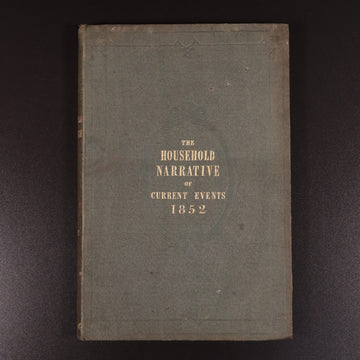 THE
HOUSEHOLD
NARRATIVE
OF
CURRENT EVENTS
1852